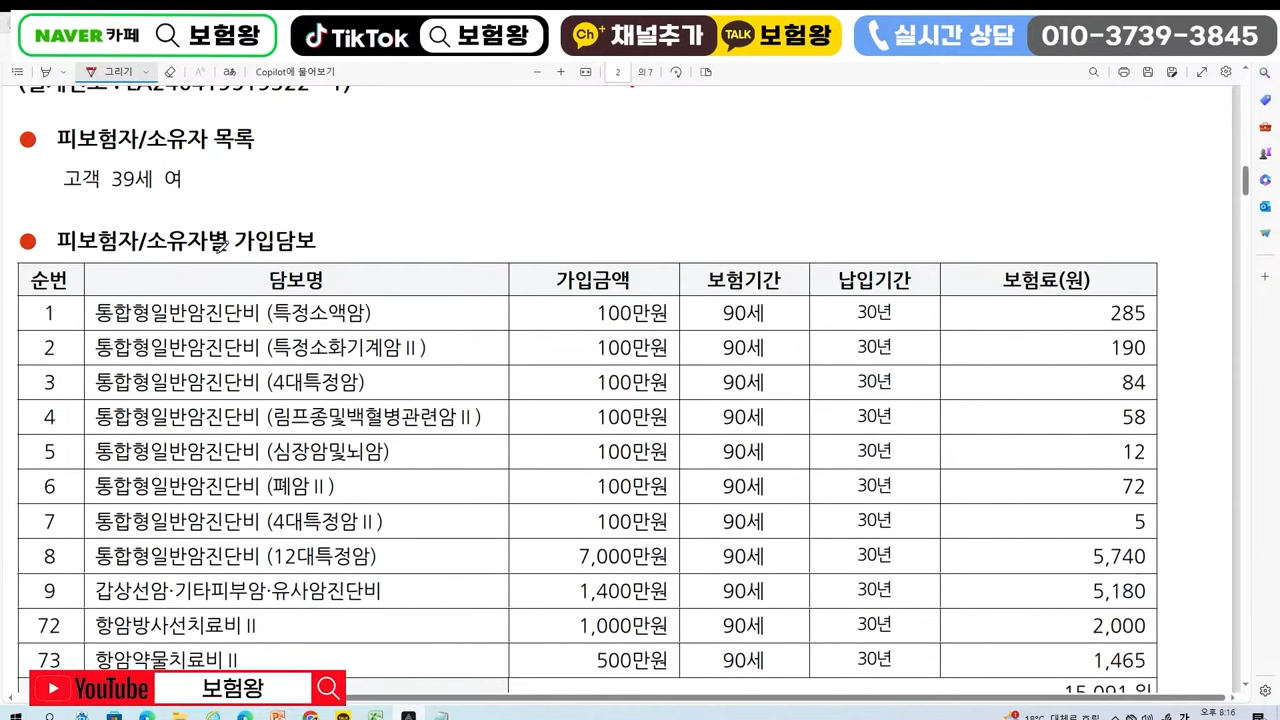 NAVER 카페 보험왕 TikTok 보험왕 Ch+ 채널추가 TALK 보험왕 실시간 상담 010-3739-3845
그리기 가あ Copilot에 물어보기 2 의 7
피보험자/소유자 목록
고객 39세 여
피보험자/소유자별 가입담보
순번 담보명 가입금액 보험기간 납입기간 보험료(원)
1 통합형일반암진단비 (특정소액암) 100만원 90세 30년 285
2 통합형일반암진단비 (특정소화기계암Ⅱ) 100만원 90세 30년 190
3 통합형일반암진단비 (4대특정암) 100만원 90세 30년 84
4 통합형일반암진단비 (림프종및백혈병관련암Ⅱ) 100만원 90세 30년 58
5 통합형일반암진단비 (심장암및뇌암) 100만원 90세 30년 12
6 통합형일반암진단비 (폐암Ⅱ) 100만원 90세 30년 72
7 통합형일반암진단비 (4대특정암Ⅱ) 100만원 90세 30년 5
8 통합형일반암진단비 (12대특정암) 7,000만원 90세 30년 5,740
9 갑상선암·기타피부암·유사암진단비 1,400만원 90세 30년 5,180
72 항암방사선치료비Ⅱ 1,000만원 90세 30년 2,000
73 항암약물치료비Ⅱ 500만원 90세 30년 1,465
15,091 원
YouTube 보험왕
오후 8:16